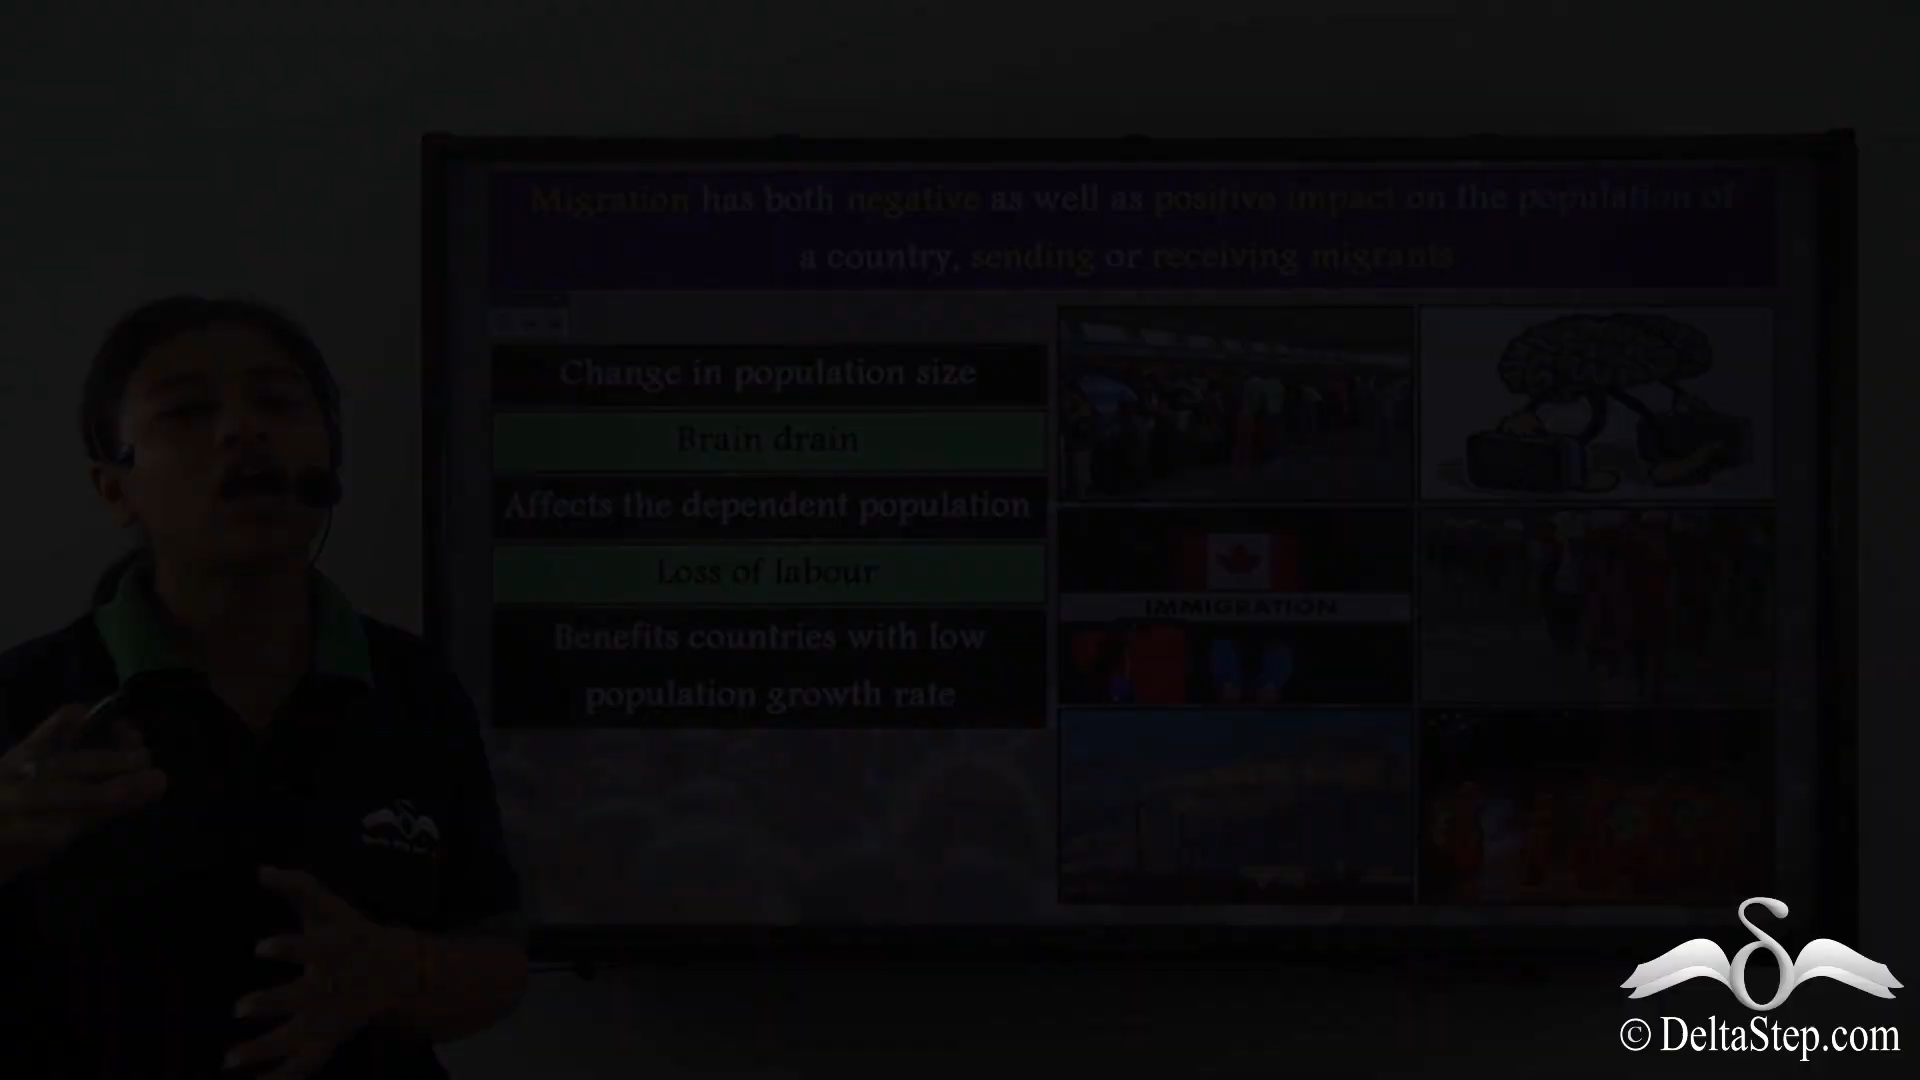 Migration has both negative as well as positive impact on the population of
a country, sending or receiving migrants
Change in population size
Brain drain
Affects the dependent population
Loss of labour
Benefits countries with low
population growth rate
IMMIGRATION
© DeltaStep.com